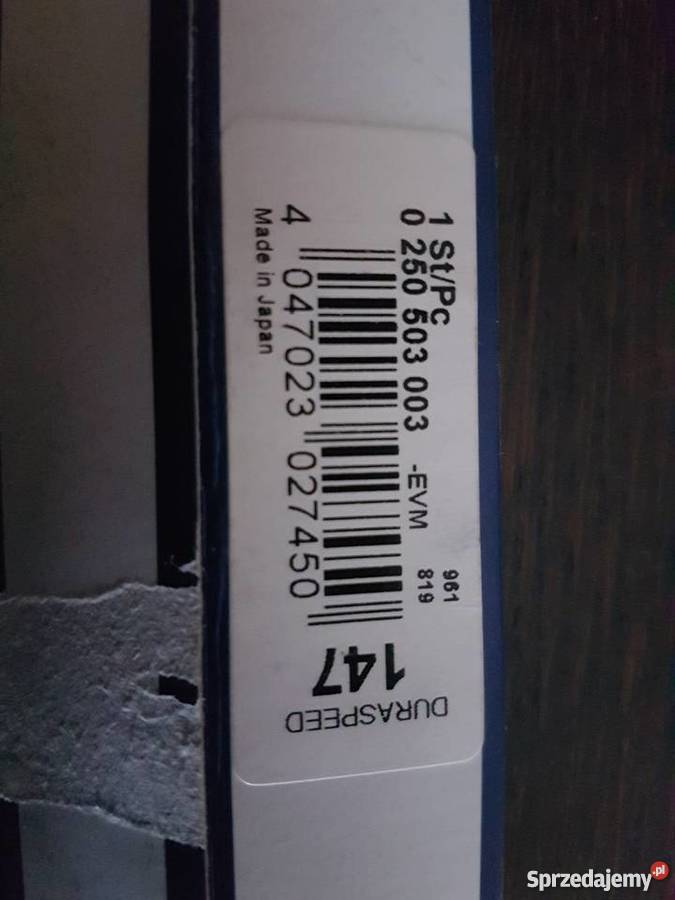 1 St/Pc
0 250 503 003 -EVM
961
819
4 047023 027450
Made in Japan
147
DURASPEED
Sprzedajemy.pl